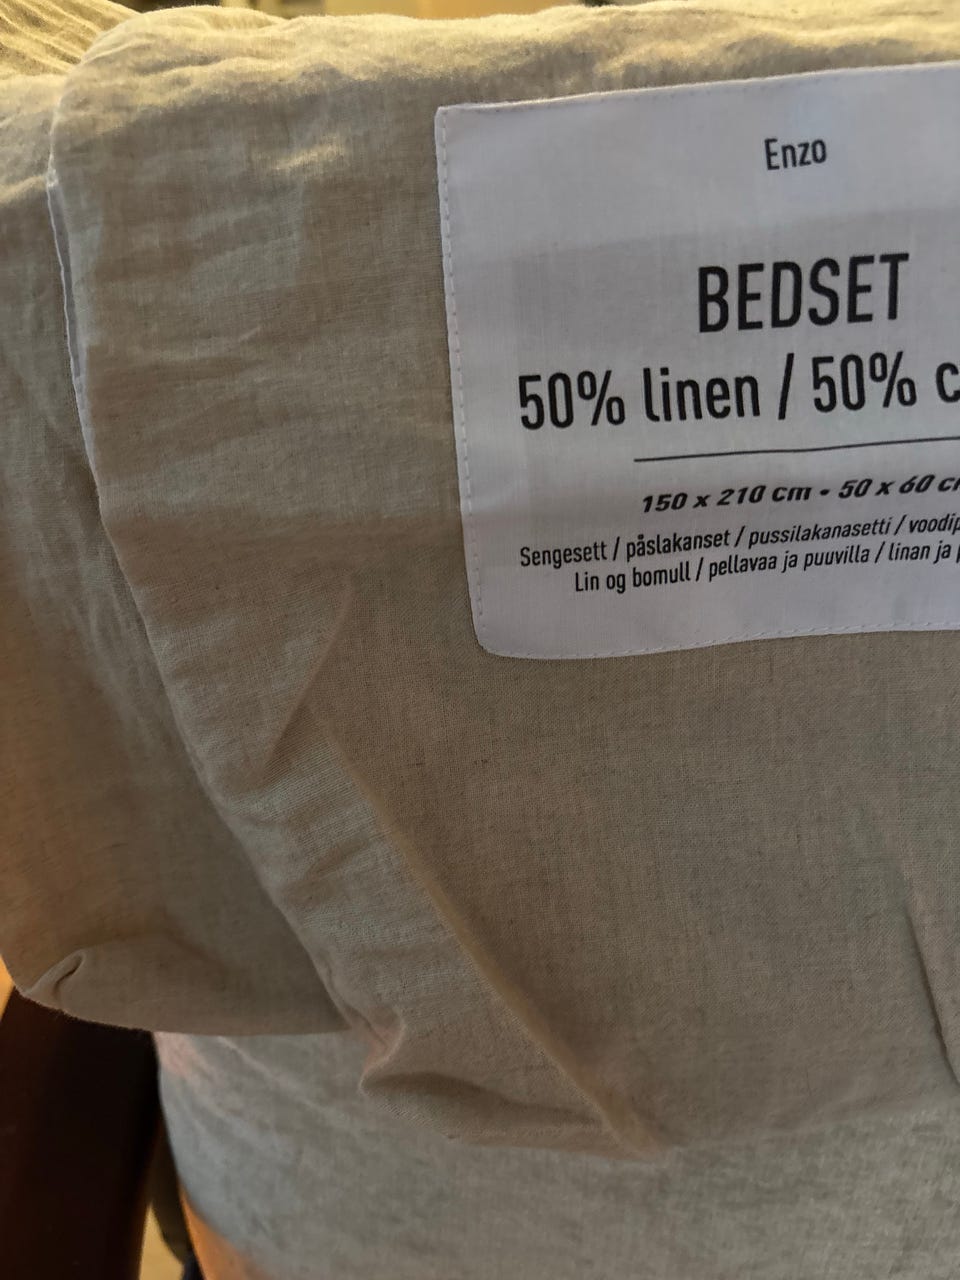 Enzo
BEDSET
50% linen / 50% c
150 x 210 cm - 50 x 60 c
Sengesett / påslakanset / pussilakanasetti / voodip
Lin og bomull / pellavaa ja puuvilla / linan ja